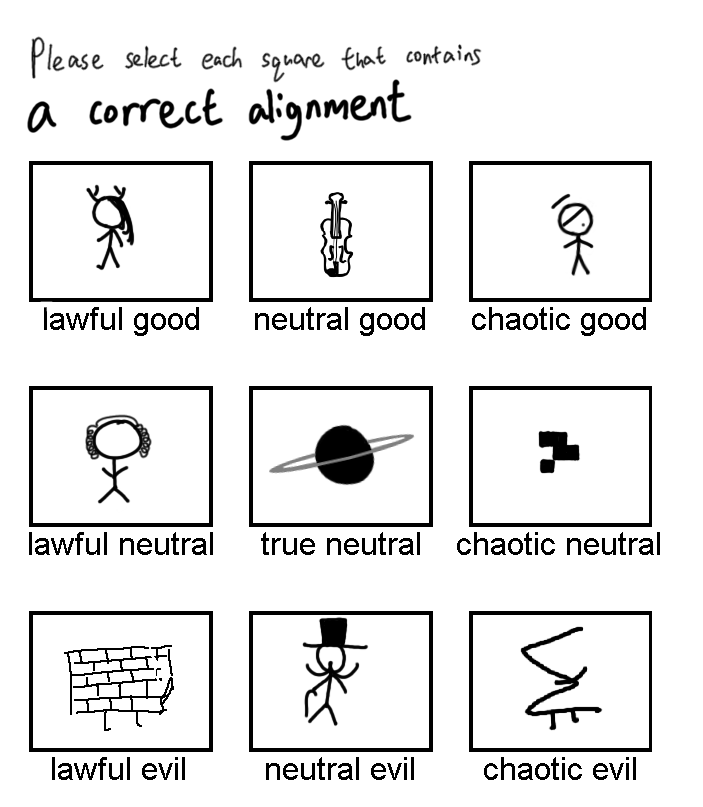 Please select each square that contains
a correct alignment
lawful good
neutral good
chaotic good
lawful neutral
true neutral
chaotic neutral
lawful evil
neutral evil
chaotic evil